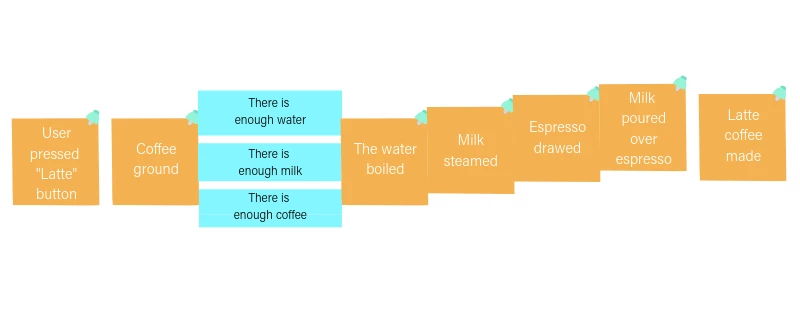 User
pressed
"Latte"
button
Coffee
ground
There is
enough water
There is
enough milk
There is
enough coffee
The water
boiled
Milk
steamed
Espresso
drawed
Milk
poured
over
espresso
Latte
coffee
made